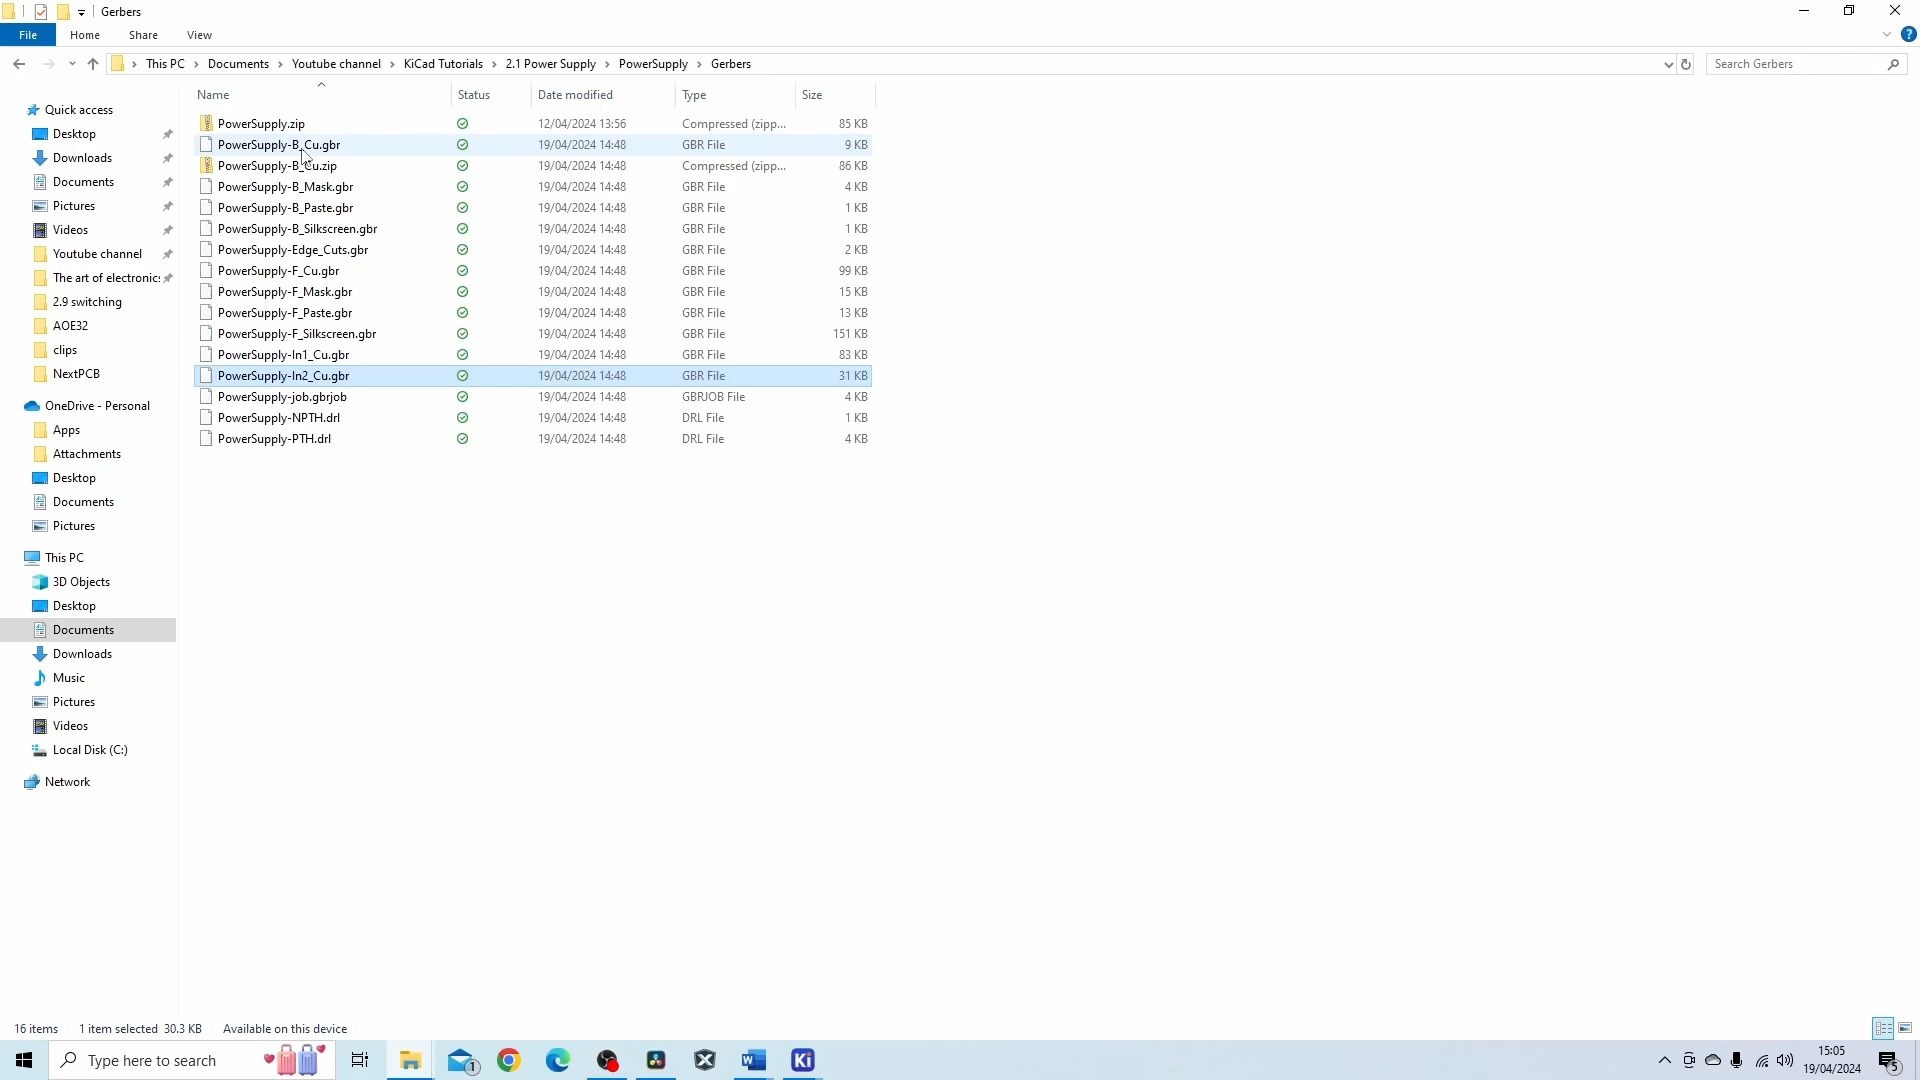 Gerbers
File Home Share View
This PC Documents Youtube channel KiCad Tutorials 2.1 Power Supply PowerSupply Gerbers
Search Gerbers
Name Status Date modified Type Size
PowerSupply.zip 12/04/2024 13:56 Compressed (zipp... 85 KB
PowerSupply-B_Cu.gbr 19/04/2024 14:48 GBR File 9 KB
PowerSupply-B_Cu.zip 19/04/2024 14:48 Compressed (zipp... 86 KB
PowerSupply-B_Mask.gbr 19/04/2024 14:48 GBR File 4 KB
PowerSupply-B_Paste.gbr 19/04/2024 14:48 GBR File 1 KB
PowerSupply-B_Silkscreen.gbr 19/04/2024 14:48 GBR File 1 KB
PowerSupply-Edge_Cuts.gbr 19/04/2024 14:48 GBR File 2 KB
PowerSupply-F_Cu.gbr 19/04/2024 14:48 GBR File 99 KB
PowerSupply-F_Mask.gbr 19/04/2024 14:48 GBR File 15 KB
PowerSupply-F_Paste.gbr 19/04/2024 14:48 GBR File 13 KB
PowerSupply-F_Silkscreen.gbr 19/04/2024 14:48 GBR File 151 KB
PowerSupply-In1_Cu.gbr 19/04/2024 14:48 GBR File 83 KB
PowerSupply-In2_Cu.gbr 19/04/2024 14:48 GBR File 31 KB
PowerSupply-job.gbrjob 19/04/2024 14:48 GBRJOB File 4 KB
PowerSupply-NPTH.drl 19/04/2024 14:48 DRL File 1 KB
PowerSupply-PTH.drl 19/04/2024 14:48 DRL File 4 KB
Quick access
Desktop
Downloads
Documents
Pictures
Videos
Youtube channel
The art of electronics
2.9 switching
AOE32
clips
NextPCB
OneDrive - Personal
Apps
Attachments
Desktop
Documents
Pictures
This PC
3D Objects
Desktop
Documents
Downloads
Music
Pictures
Videos
Local Disk (C:)
Network
16 items 1 item selected 30.3 KB Available on this device
Type here to search
1
W
Ki
15:05
19/04/2024
5